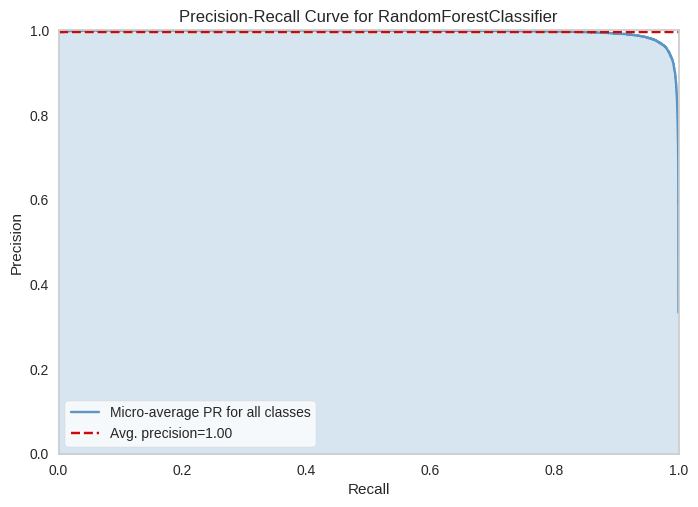 Precision-Recall Curve for RandomForestClassifier
1.0
0.8
0.6
0.4
0.2
0.0
Precision
Micro-average PR for all classes
Avg. precision=1.00
0.0 0.2 0.4 0.6 0.8 1.0
Recall